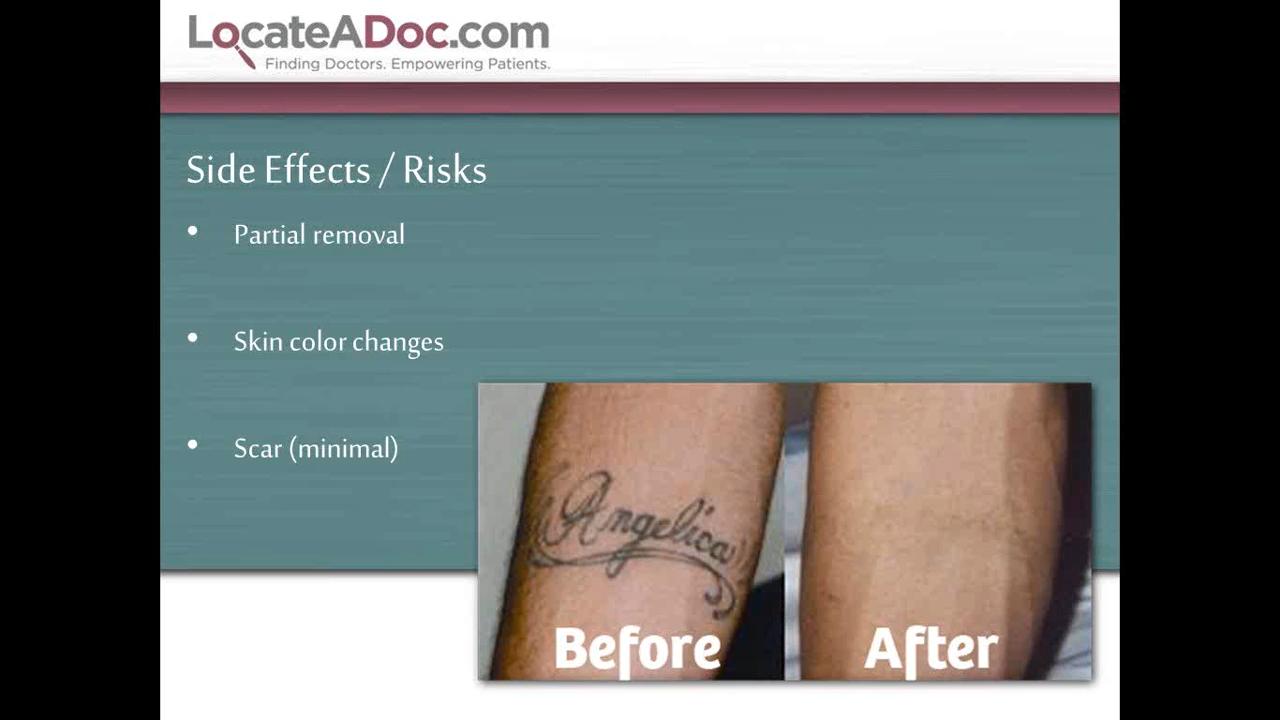 LocateADoc.com
Finding Doctors. Empowering Patients.
Side Effects / Risks
• Partial removal
• Skin color changes
• Scar (minimal)
Angelica
Before
After